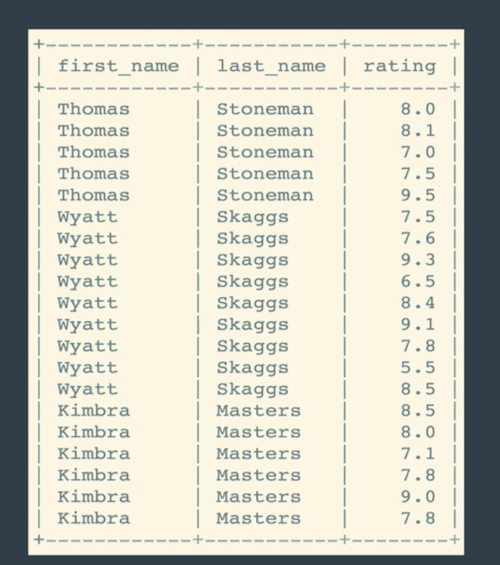 +------------+------------+--------+
| first_name | last_name | rating |
+------------+------------+--------+
| Thomas | Stoneman | 8.0 |
| Thomas | Stoneman | 8.1 |
| Thomas | Stoneman | 7.0 |
| Thomas | Stoneman | 7.5 |
| Thomas | Stoneman | 9.5 |
| Wyatt | Skaggs | 7.5 |
| Wyatt | Skaggs | 7.6 |
| Wyatt | Skaggs | 9.3 |
| Wyatt | Skaggs | 6.5 |
| Wyatt | Skaggs | 8.4 |
| Wyatt | Skaggs | 9.1 |
| Wyatt | Skaggs | 7.8 |
| Wyatt | Skaggs | 5.5 |
| Wyatt | Skaggs | 8.5 |
| Kimbra | Masters | 8.5 |
| Kimbra | Masters | 8.0 |
| Kimbra | Masters | 7.1 |
| Kimbra | Masters | 7.8 |
| Kimbra | Masters | 9.0 |
| Kimbra | Masters | 7.8 |
+------------+------------+--------+